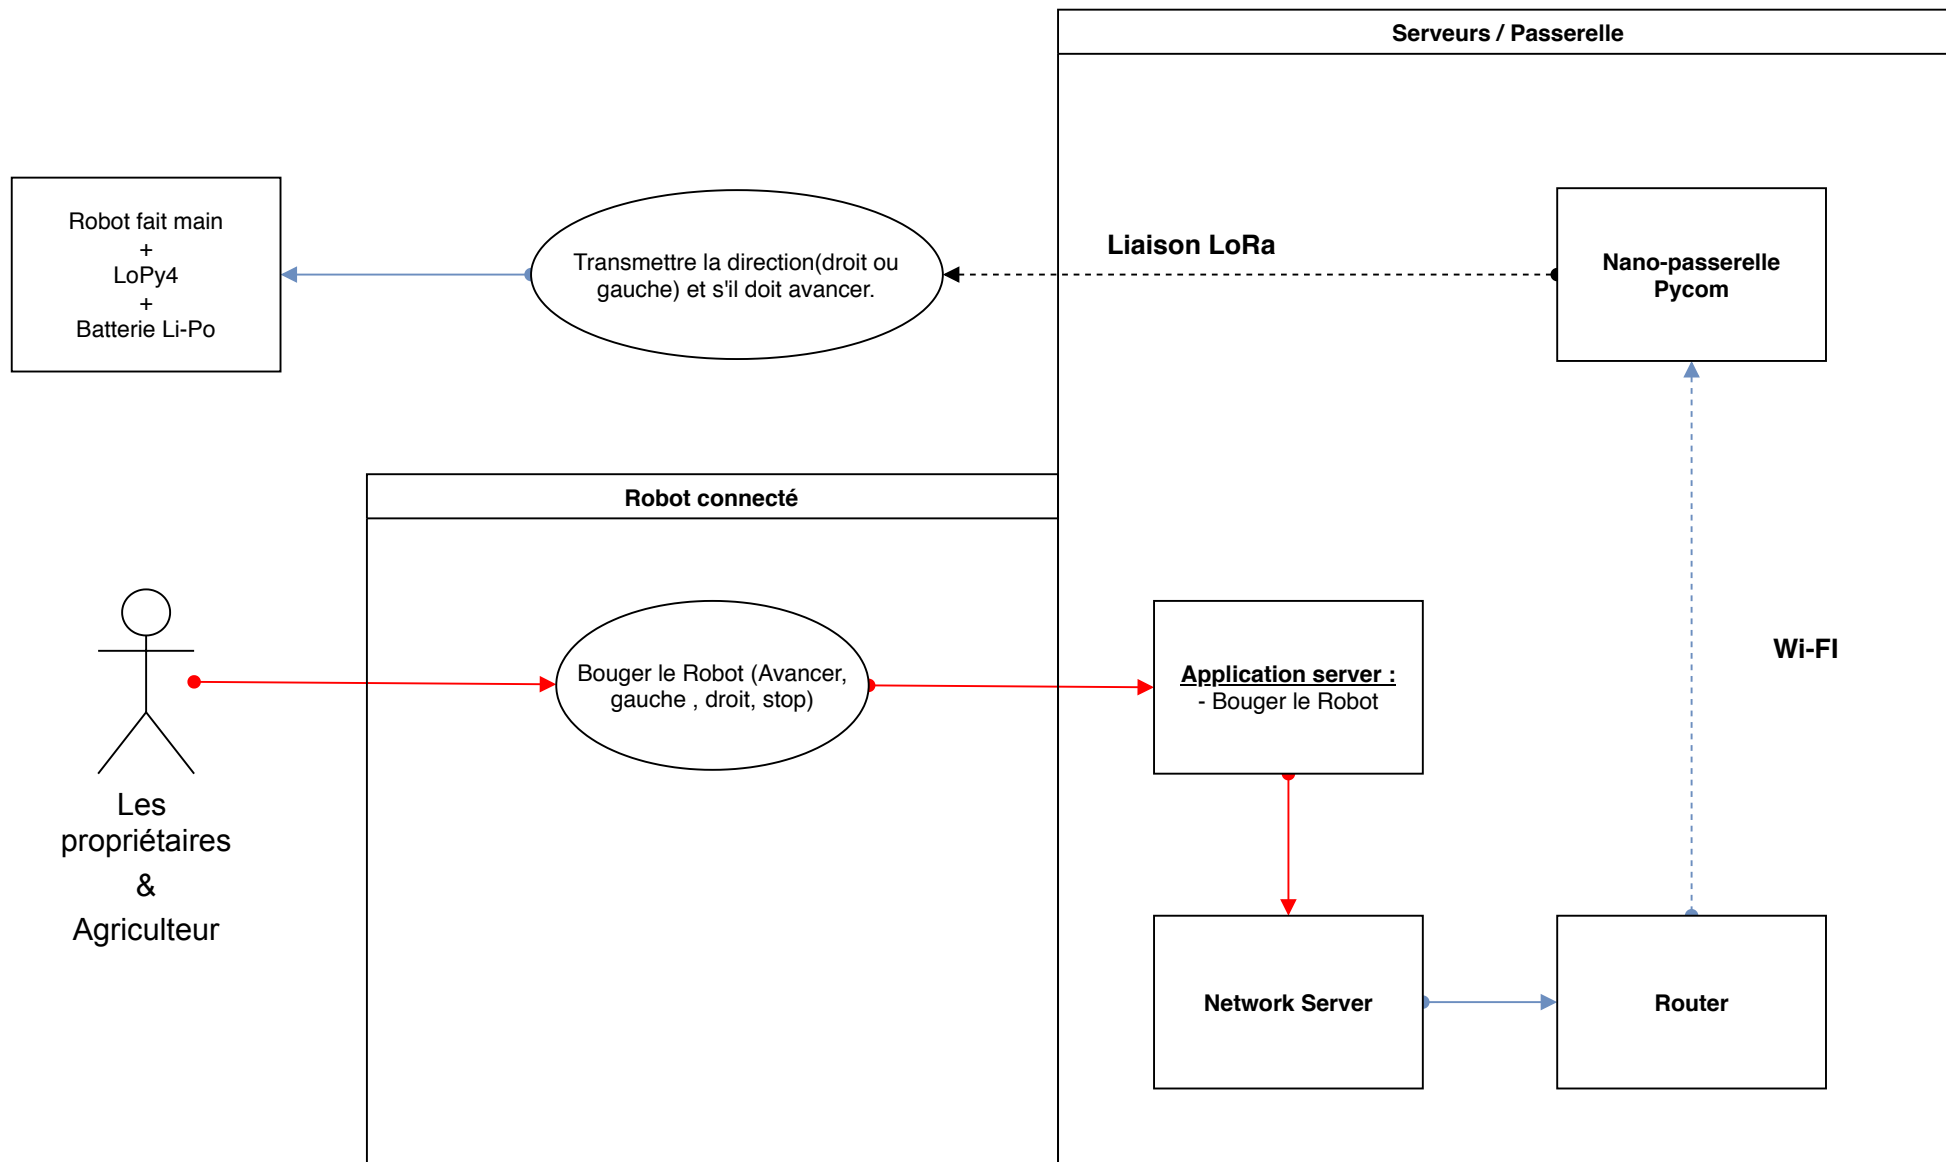 Serveurs / Passerelle
Robot fait main
+
LoPy4
+
Batterie Li-Po
Transmettre la direction(droit ou
gauche) et s'il doit avancer.
Liaison LoRa
Nano-passerelle
Pycom
Robot connecté
Les
propriétaires
&
Agriculteur
Bouger le Robot (Avancer,
gauche , droit, stop)
Application server :
- Bouger le Robot
Wi-FI
Network Server
Router